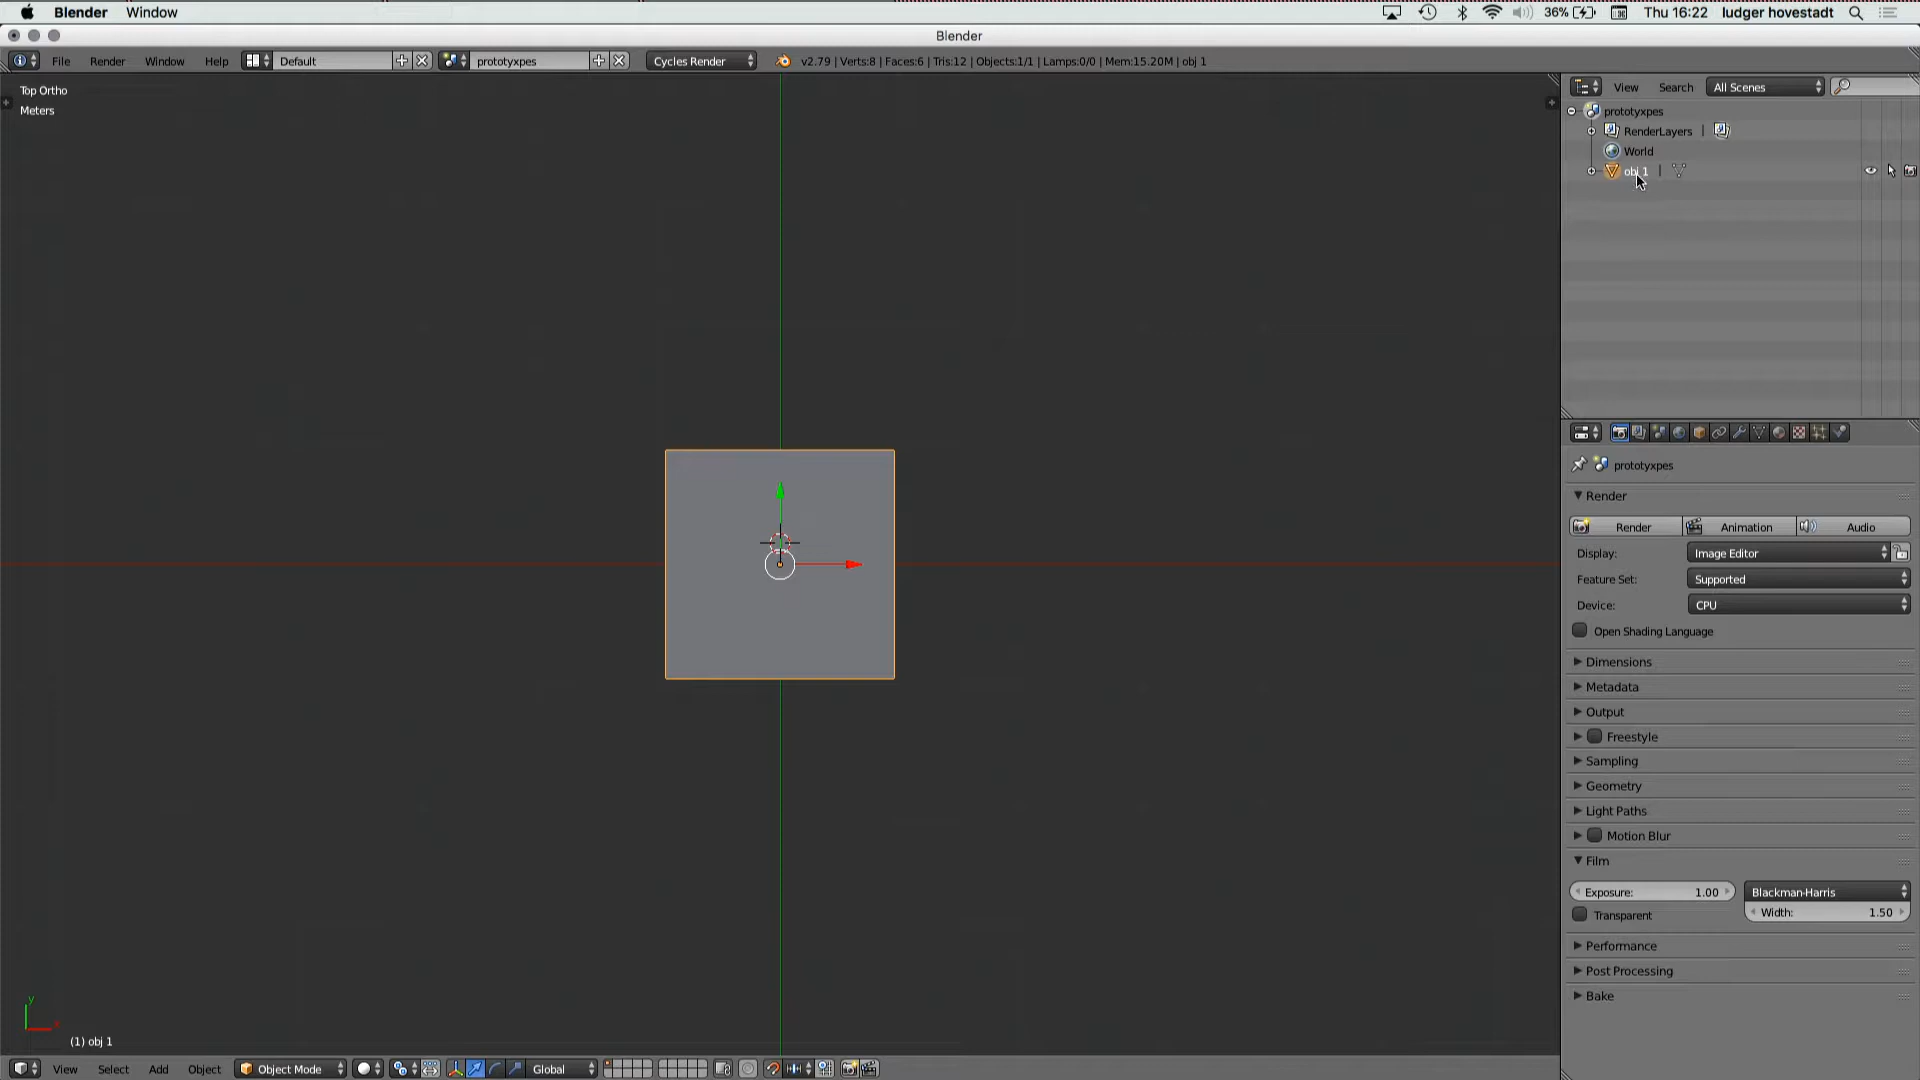 Blender Window 36% Thu 16:22 ludger hovestadt
Blender
File Render Window Help Default prototyxpes Cycles Render v2.79 | Verts:8 | Faces:6 | Tris:12 | Objects:1/1 | Lamps:0/0 | Mem:15.20M | obj 1
Top Ortho
Meters
View Search All Scenes
prototyxpes
RenderLayers |
World
obj 1 |
prototyxpes
Render
Render Animation Audio
Display: Image Editor
Feature Set: Supported
Device: CPU
Open Shading Language
Dimensions
Metadata
Output
Freestyle
Sampling
Geometry
Light Paths
Motion Blur
Film
Exposure: 1.00 Blackman-Harris
Transparent Width: 1.50
Performance
Post Processing
Bake
y
x
(1) obj 1
View Select Add Object Object Mode Global